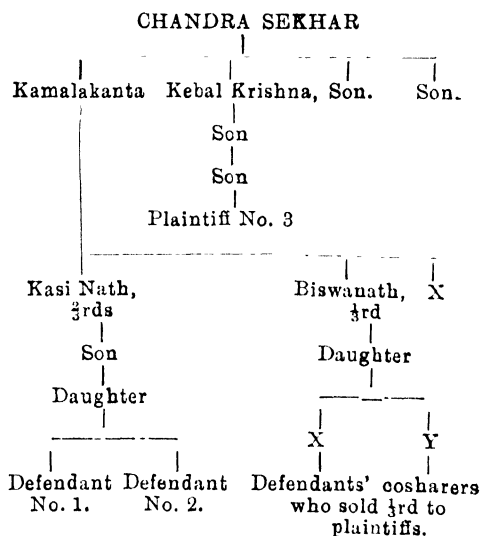 CHANDRA SEKHAR
Kamalakanta Kebal Krishna, Son. Son.
Son
Son
Plaintiff No. 3
Kasi Nath, Biswanath, X
⅔rds ⅓rd
Son Daughter
Daughter
X Y
Defendant Defendant Defendants' cosharers
No. 1. No. 2. who sold ⅓rd to
plaintiffs.